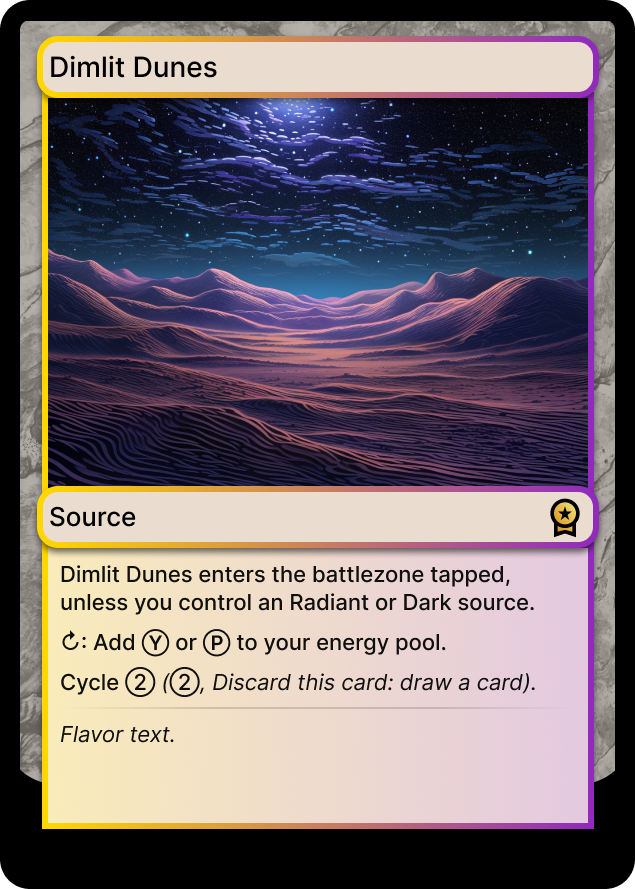 Dimlit Dunes
Source
Dimlit Dunes enters the battlezone tapped,
unless you control an Radiant or Dark source.
↻: Add Ⓨ or Ⓟ to your energy pool.
Cycle ② (②, Discard this card: draw a card).
Flavor text.